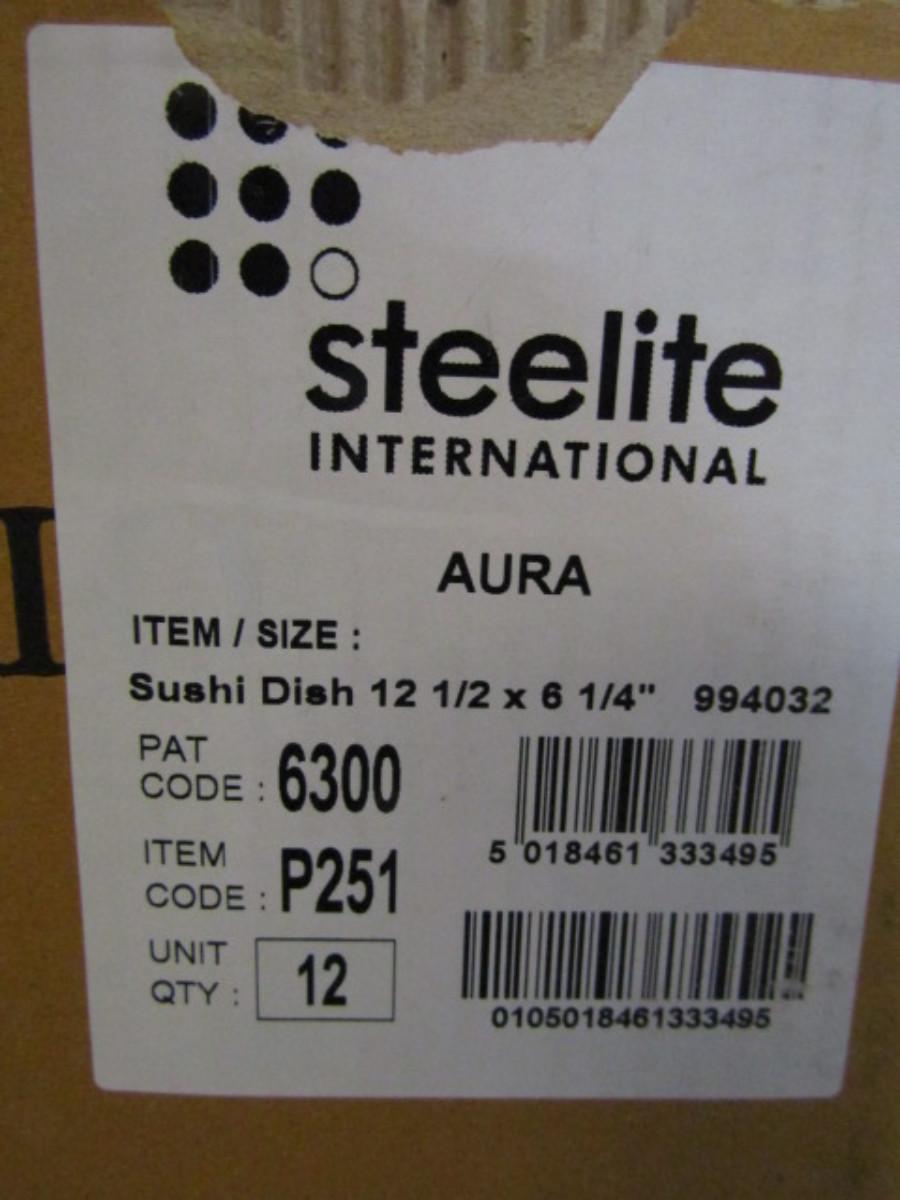 steelite
INTERNATIONAL
AURA
ITEM / SIZE :
Sushi Dish 12 1/2 x 6 1/4" 994032
PAT
CODE : 6300
ITEM
CODE : P251
UNIT
QTY : 12
5 018461 333495
0105018461333495